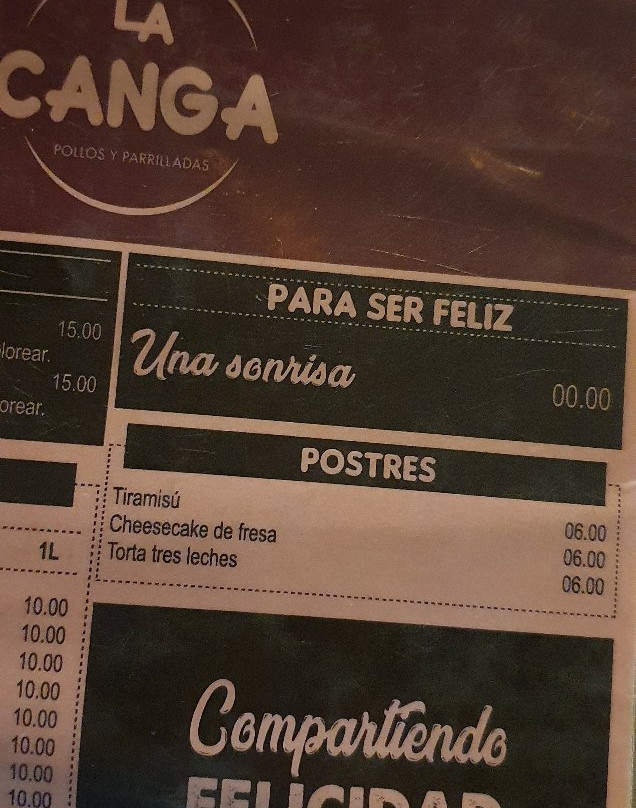 LA
CANGA
POLLOS Y PARRILLADAS
15.00
15.00
PARA SER FELIZ
Una sonrisa 00.00
POSTRES
Tiramisú 06.00
Cheesecake de fresa 06.00
Torta tres leches 06.00
1L
10.00
10.00
10.00
10.00
10.00
10.00
10.00
10.00
Compartiendo
FELICIDAD